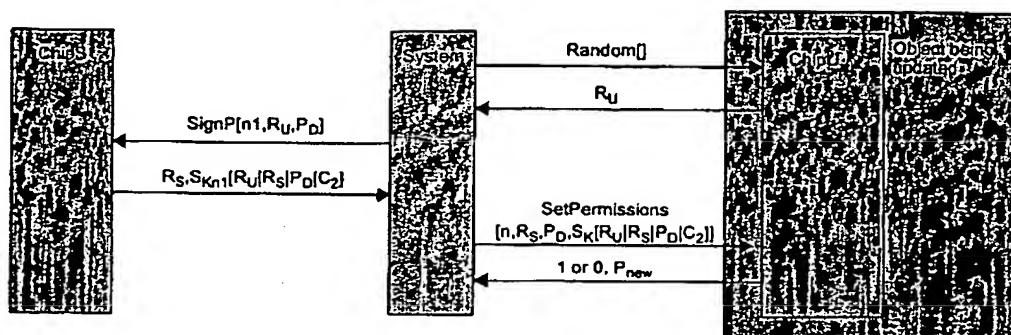 ChipS
System
Random[]
ChipU
Object being
updated
R_U
SignP[n1,R_U,P_D]
R_S,S_Kn1[R_U|R_S|P_D|C_2]
SetPermissions
[n,R_S,P_D,S_K[R_U|R_S|P_D|C_2]]
1 or 0, P_new